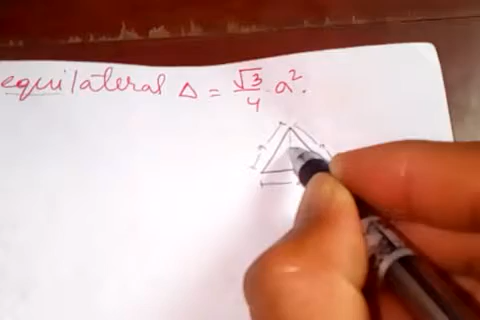 equilateral △ = √3/4 a².